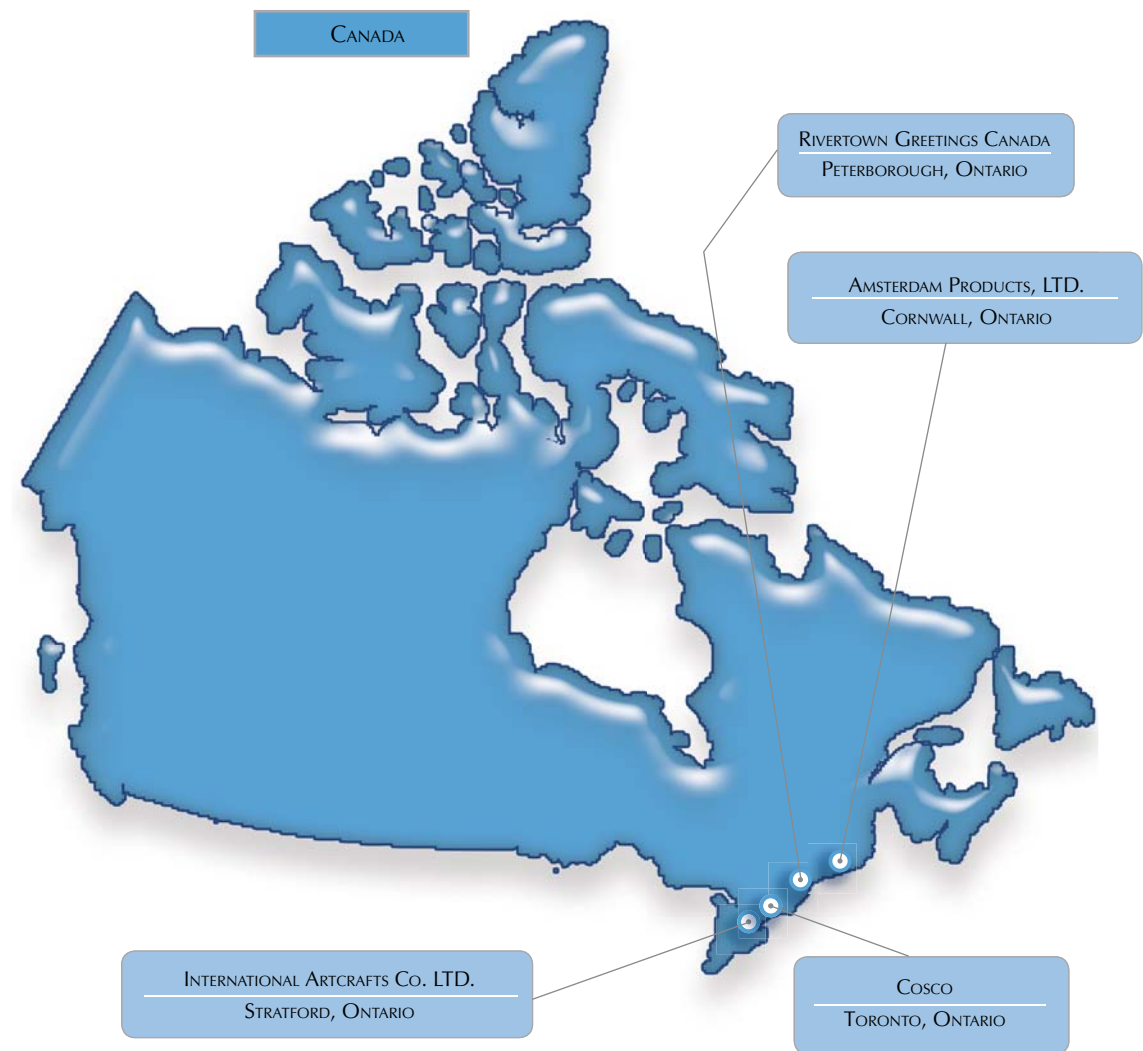 Canada
Rivertown Greetings Canada
Peterborough, Ontario
Amsterdam Products, LTD.
Cornwall, Ontario
International Artcrafts Co. LTD.
Stratford, Ontario
Cosco
Toronto, Ontario